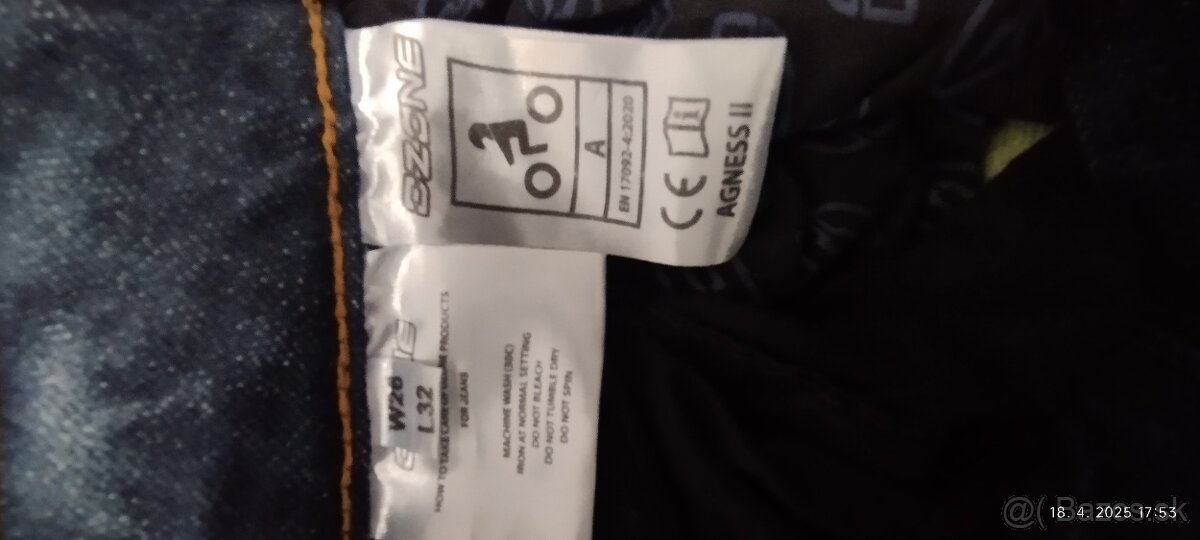 OZONE
A
EN 17092-4:2020
CE
i
AGNESS II
W26
L32
HOW TO TAKE CARE OF PRODUCTS
FOR JEANS
MACHINE WASH (30C)
IRON AT NORMAL SETTING
DO NOT BLEACH
DO NOT TUMBLE DRY
DO NOT SPIN
@( Bazos.sk
18. 4. 2025 17:53